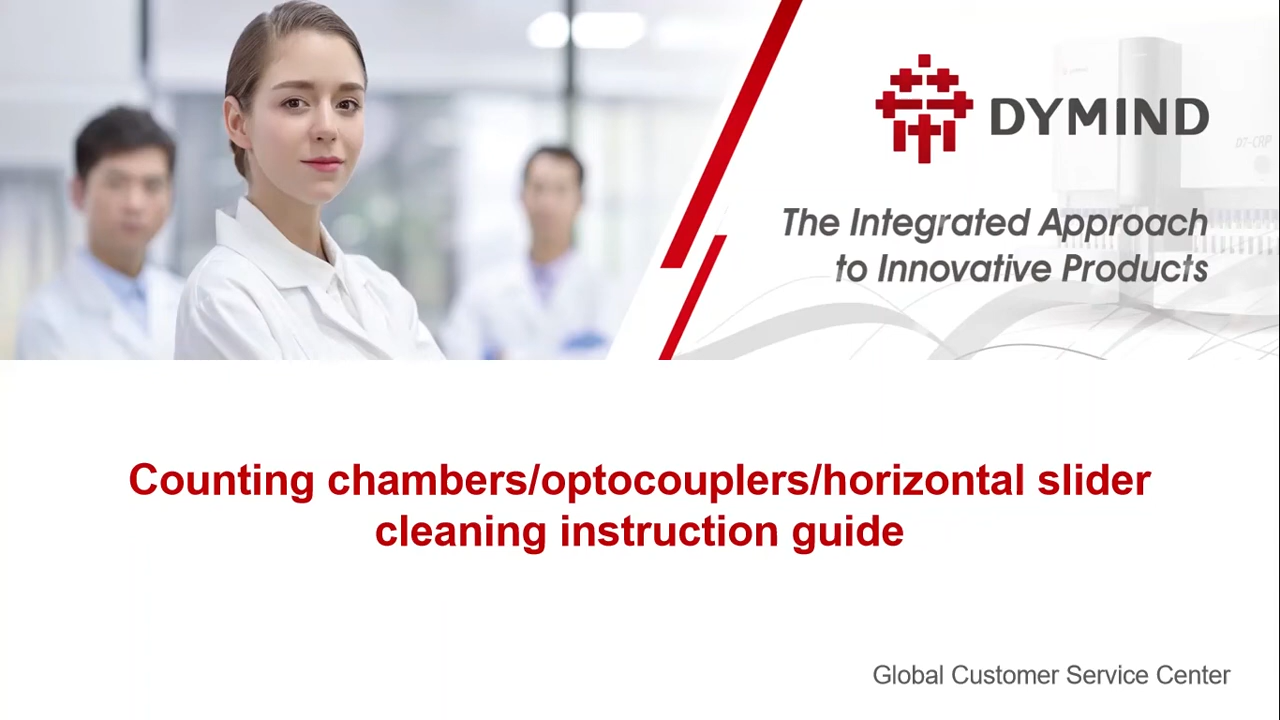 DYMIND
The Integrated Approach
to Innovative Products
Counting chambers/optocouplers/horizontal slider
cleaning instruction guide
Global Customer Service Center